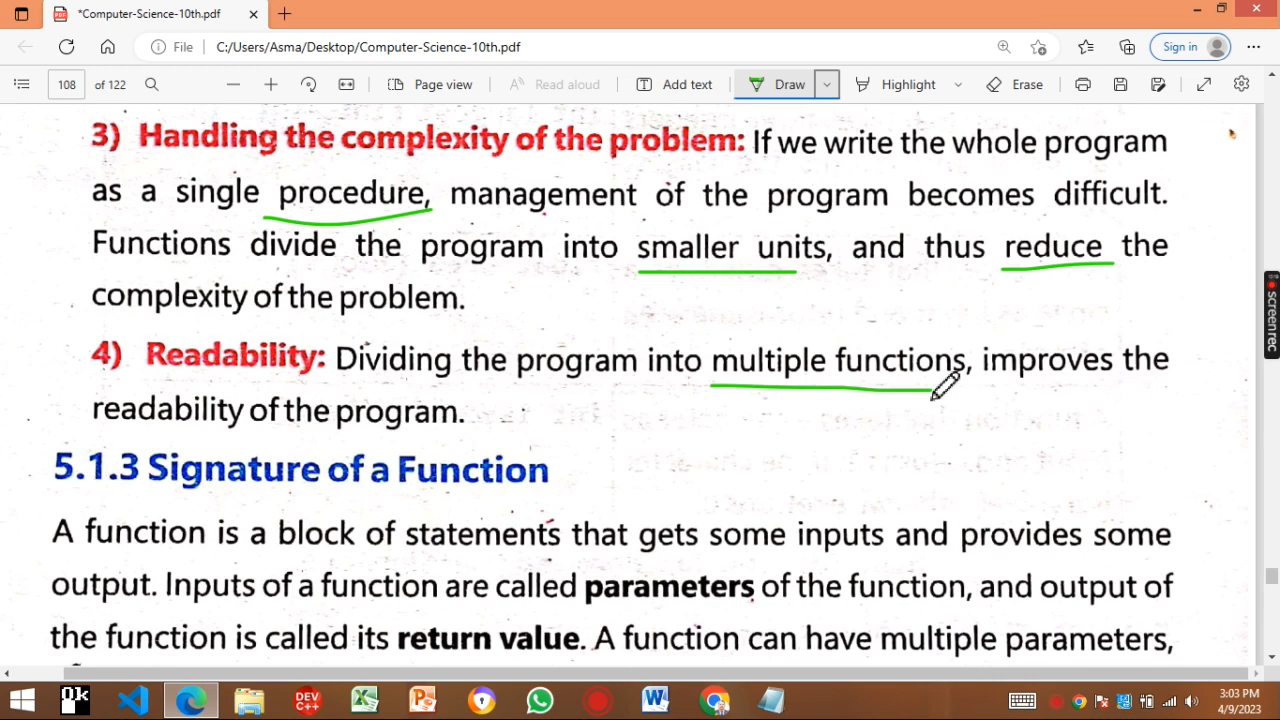 *Computer-Science-10th.pdf
File C:/Users/Asma/Desktop/Computer-Science-10th.pdf
Sign in
108 of 122
Page view
Read aloud
Add text
Draw
Highlight
Erase
3) Handling the complexity of the problem: If we write the whole program
as a single procedure, management of the program becomes difficult.
Functions divide the program into smaller units, and thus reduce the
complexity of the problem.
4) Readability: Dividing the program into multiple functions, improves the
readability of the program.
5.1.3 Signature of a Function
A function is a block of statements that gets some inputs and provides some
output. Inputs of a function are called parameters of the function, and output of
the function is called its return value. A function can have multiple parameters,
screenrec
Ok
DEV
C++
3:03 PM
4/9/2023